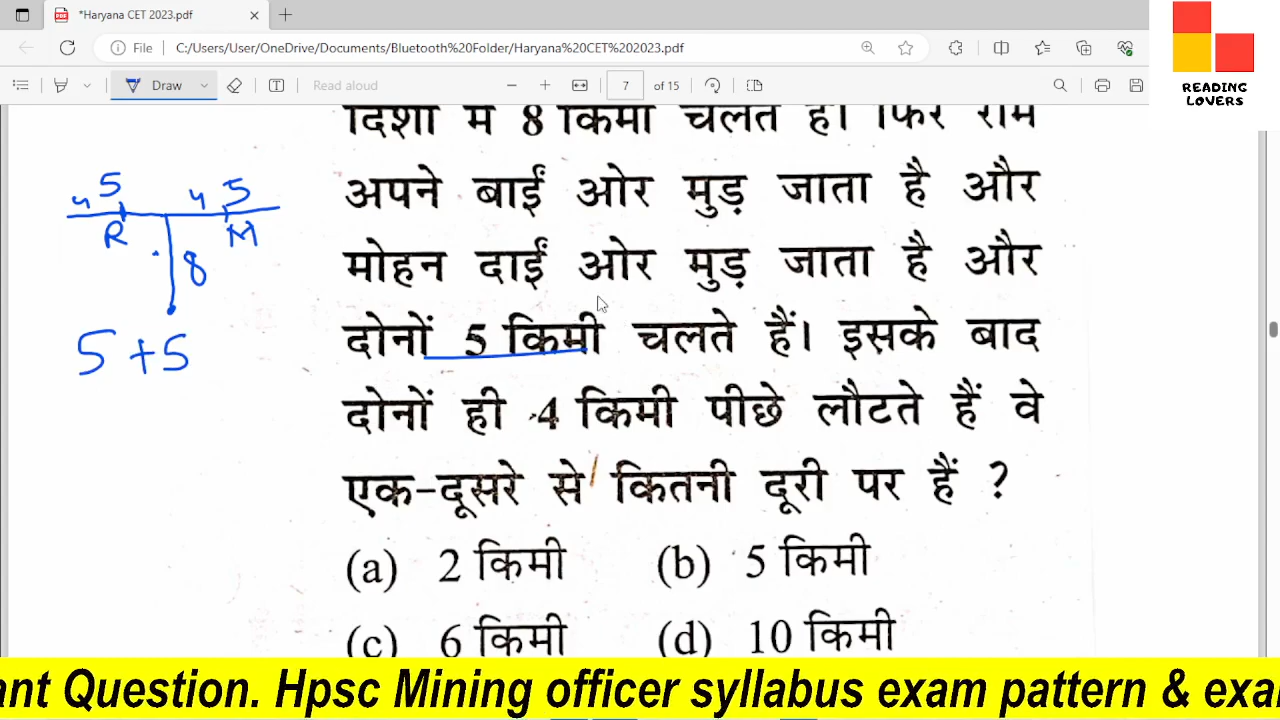 *Haryana CET 2023.pdf
File C:/Users/User/OneDrive/Documents/Bluetooth%20Folder/Haryana%20CET%202023.pdf
Draw Read aloud 7 of 15
READING
LOVERS
दिशा में 8 किमी चलते हैं। फिर राम
अपने बाईं ओर मुड़ जाता है और
मोहन दाईं ओर मुड़ जाता है और
दोनों 5 किमी चलते हैं। इसके बाद
दोनों ही 4 किमी पीछे लौटते हैं वे
एक-दूसरे से कितनी दूरी पर हैं ?
(a) 2 किमी (b) 5 किमी
(c) 6 किमी (d) 10 किमी
4 5 4 5
R M
8
5 + 5
ant Question. Hpsc Mining officer syllabus exam pattern & exa